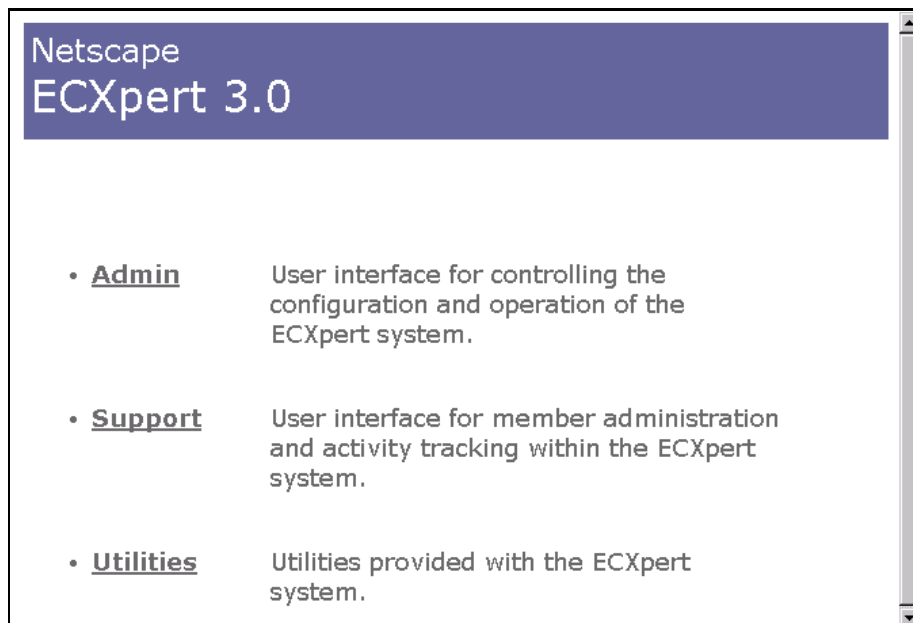 Netscape
ECXpert 3.0
• Admin User interface for controlling the
configuration and operation of the
ECXpert system.
• Support User interface for member administration
and activity tracking within the ECXpert
system.
• Utilities Utilities provided with the ECXpert
system.